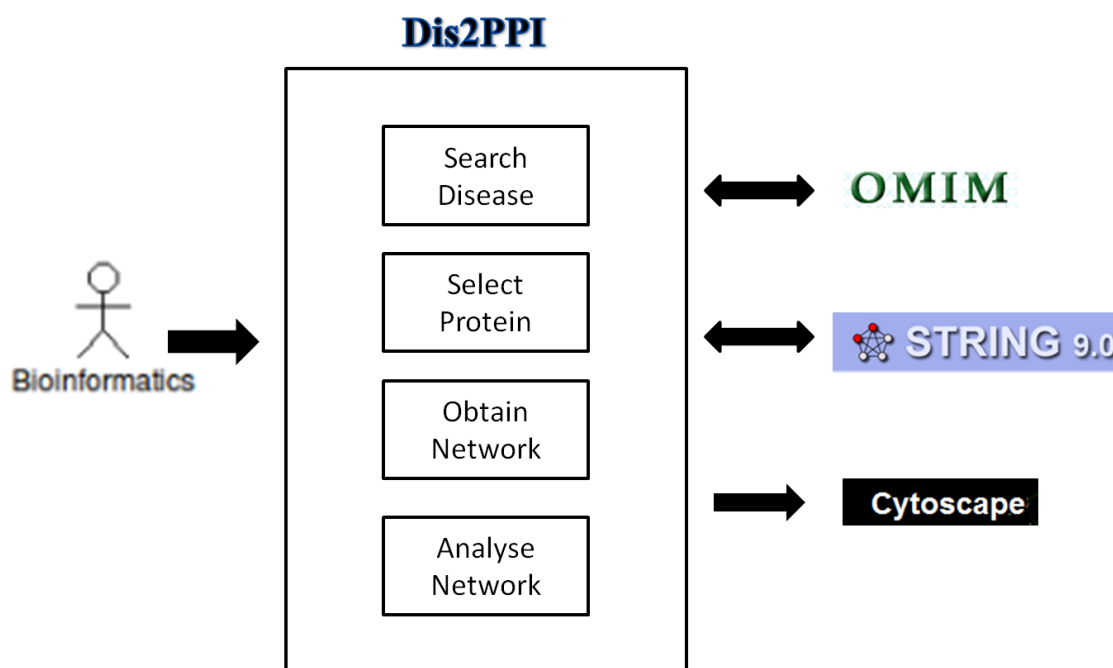 Dis2PPI
Search
Disease
OMIM
Select
Protein
STRING 9.0
Bioinformatics
Obtain
Network
Cytoscape
Analyse
Network